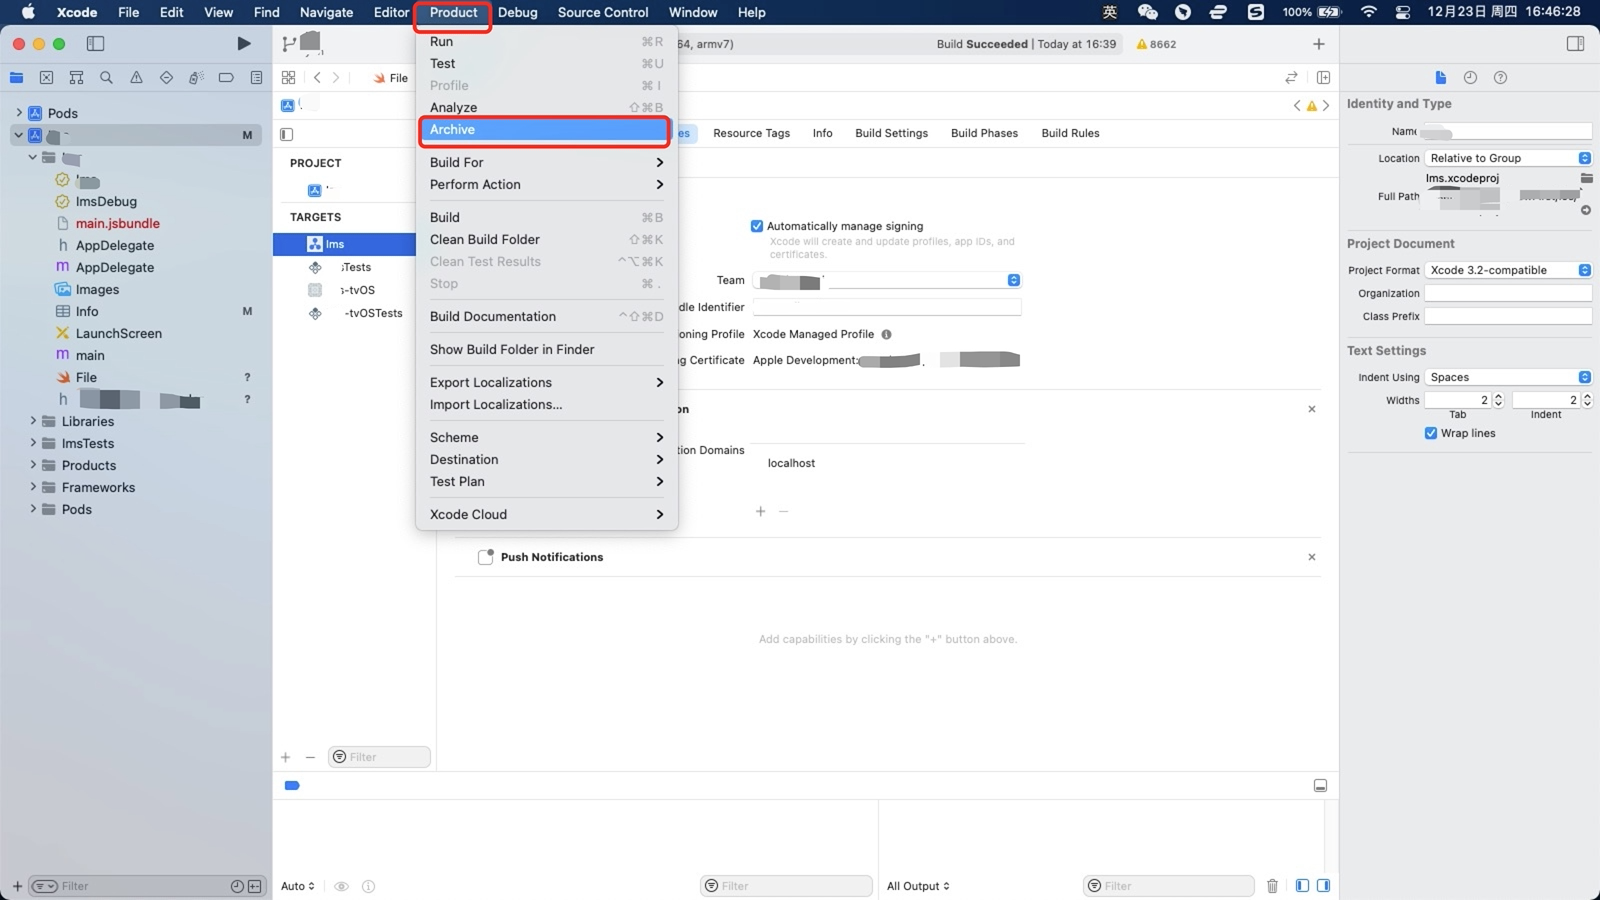 Xcode File Edit View Find Navigate Editor Product Debug Source Control Window Help 英 100% 12月23日 周四 16:46:28
64, armv7) Build Succeeded | Today at 16:39 8662
File
Pods
M
lmsDebug
main.jsbundle
h AppDelegate
m AppDelegate
Images
Info M
LaunchScreen
m main
File ?
h ?
Libraries
lmsTests
Products
Frameworks
Pods
Filter
PROJECT
TARGETS
lms
:Tests
-tvOS
-tvOSTests
Filter
Run ⌘R
Test ⌘U
Profile ⌘I
Analyze ⇧⌘B
Archive
Build For
Perform Action
Build ⌘B
Clean Build Folder ⇧⌘K
Clean Test Results ^⌥⌘K
Stop ⌘.
Build Documentation ^⇧⌘D
Show Build Folder in Finder
Export Localizations
Import Localizations...
Scheme
Destination
Test Plan
Xcode Cloud
es Resource Tags Info Build Settings Build Phases Build Rules
Automatically manage signing
Xcode will create and update profiles, app IDs, and
certificates.
Team
dle Identifier
oning Profile Xcode Managed Profile
g Certificate Apple Development:
on
tion Domains
localhost
+ −
Push Notifications
Add capabilities by clicking the "+" button above.
Auto Filter All Output Filter
Identity and Type
Name
Location Relative to Group
lms.xcodeproj
Full Path
Project Document
Project Format Xcode 3.2-compatible
Organization
Class Prefix
Text Settings
Indent Using Spaces
Widths 2 2
Tab Indent
Wrap lines